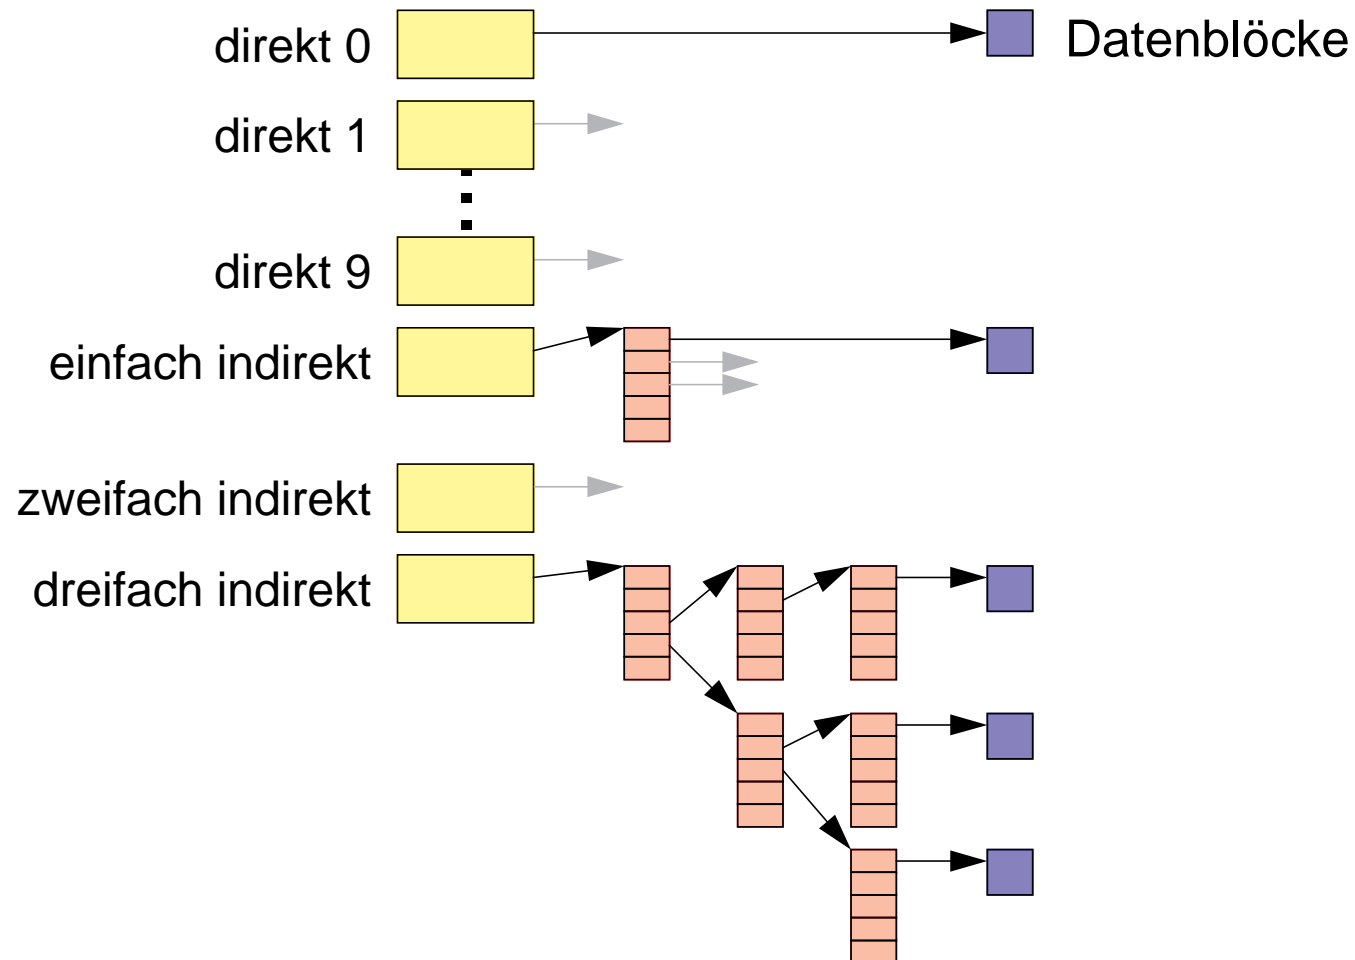 direkt 0
Datenblöcke
direkt 1
direkt 9
einfach indirekt
zweifach indirekt
dreifach indirekt